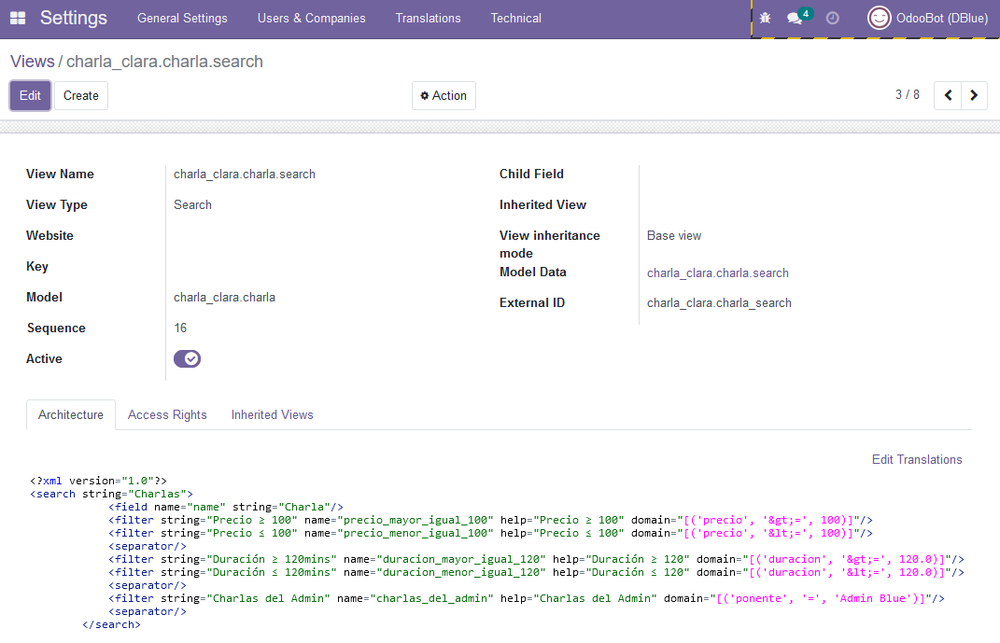 Settings General Settings Users & Companies Translations Technical 4 OdooBot (DBlue)
Views / charla_clara.charla.search
Edit Create Action 3 / 8
View Name charla_clara.charla.search Child Field
View Type Search Inherited View
Website View inheritance mode Base view
Key Model Data charla_clara.charla.search
Model charla_clara.charla External ID charla_clara.charla_search
Sequence 16
Active
Architecture Access Rights Inherited Views
Edit Translations
<?xml version="1.0"?>
<search string="Charlas">
<field name="name" string="Charla"/>
<filter string="Precio ≥ 100" name="precio_mayor_igual_100" help="Precio ≥ 100" domain="[('precio', '&gt;=', 100)]"/>
<filter string="Precio ≤ 100" name="precio_menor_igual_100" help="Precio ≤ 100" domain="[('precio', '&lt;=', 100)]"/>
<separator/>
<filter string="Duración ≥ 120mins" name="duracion_mayor_igual_120" help="Duración ≥ 120" domain="[('duracion', '&gt;=', 120.0)]"/>
<filter string="Duración ≤ 120mins" name="duracion_menor_igual_120" help="Duración ≤ 120" domain="[('duracion', '&lt;=', 120.0)]"/>
<separator/>
<filter string="Charlas del Admin" name="charlas_del_admin" help="Charlas del Admin" domain="[('ponente', '=', 'Admin Blue')]"/>
<separator/>
</search>